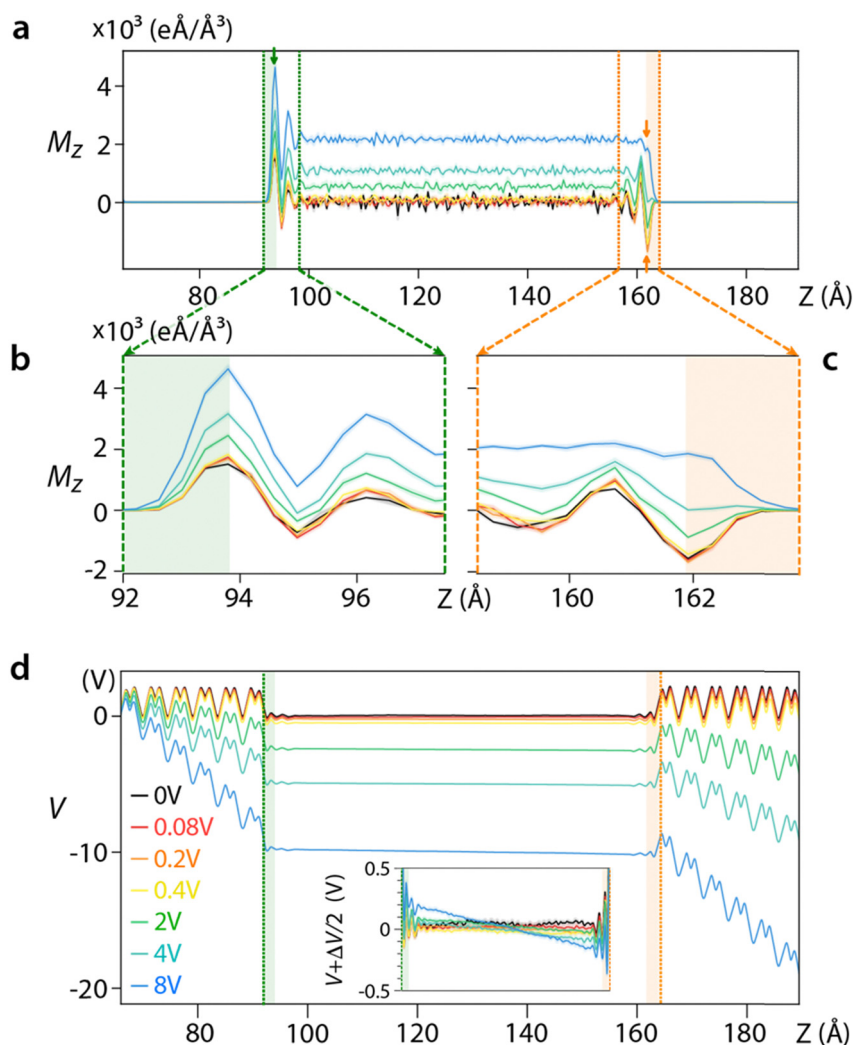 a
x10³ (eÅ/Å³)
4
2
0
Mz
80
100
120
140
160
180
Z (Å)
x10³ (eÅ/Å³)
b
c
4
2
0
-2
Mz
92
94
96
Z (Å)
160
162
Z (Å)
d
(V)
0
-10
-20
V
0V
0.08V
0.2V
0.4V
2V
4V
8V
V+ΔV/2 (V)
0.5
0
-0.5
80
100
120
140
160
180
Z (Å)